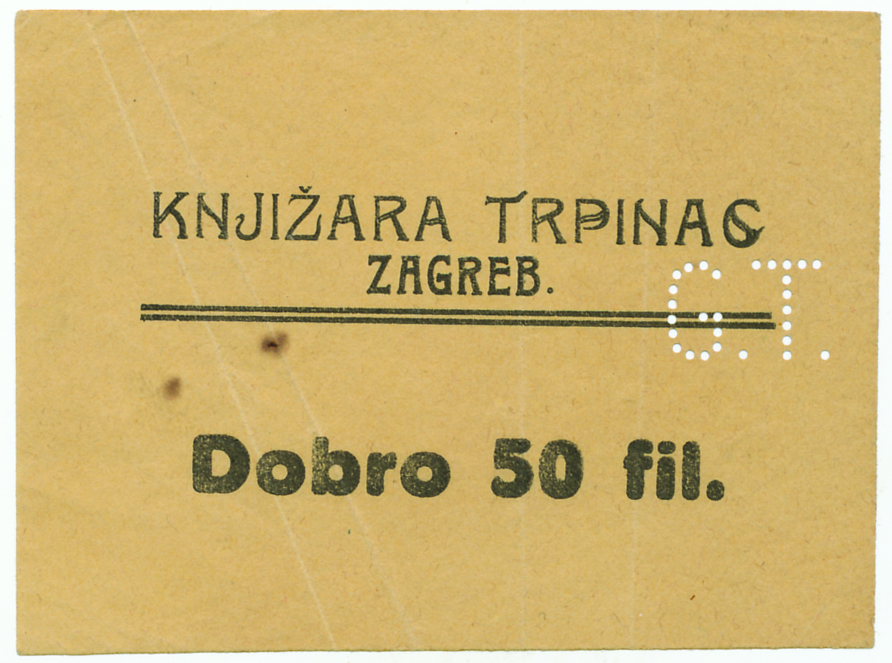 KNJIŽARA TRPINAC
ZAGREB.
G.T.
Dobro 50 fil.